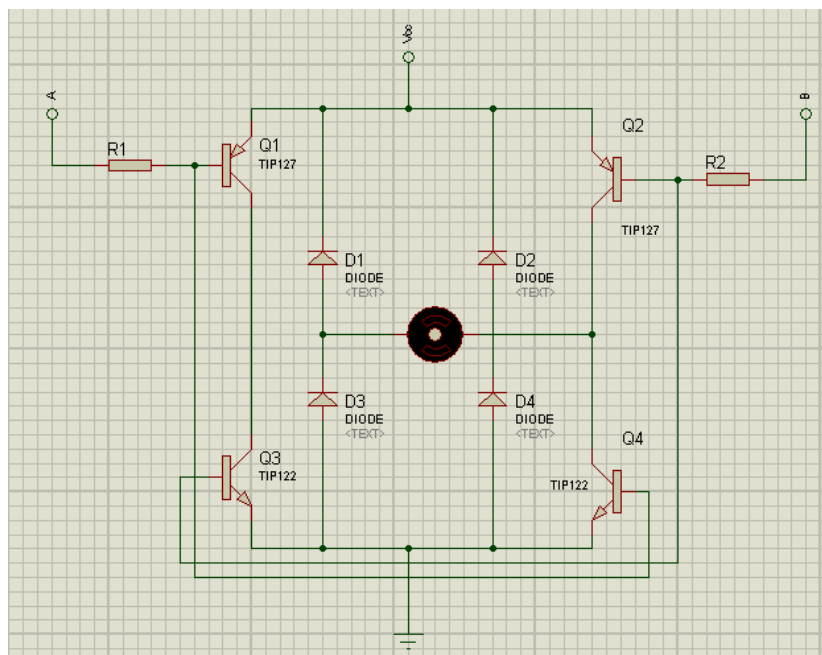 V8
A
B
R1
Q1
TIP127
Q2
R2
TIP127
D1
DIODE
<TEXT>
D2
DIODE
<TEXT>
D3
DIODE
<TEXT>
D4
DIODE
<TEXT>
Q3
TIP122
Q4
TIP122